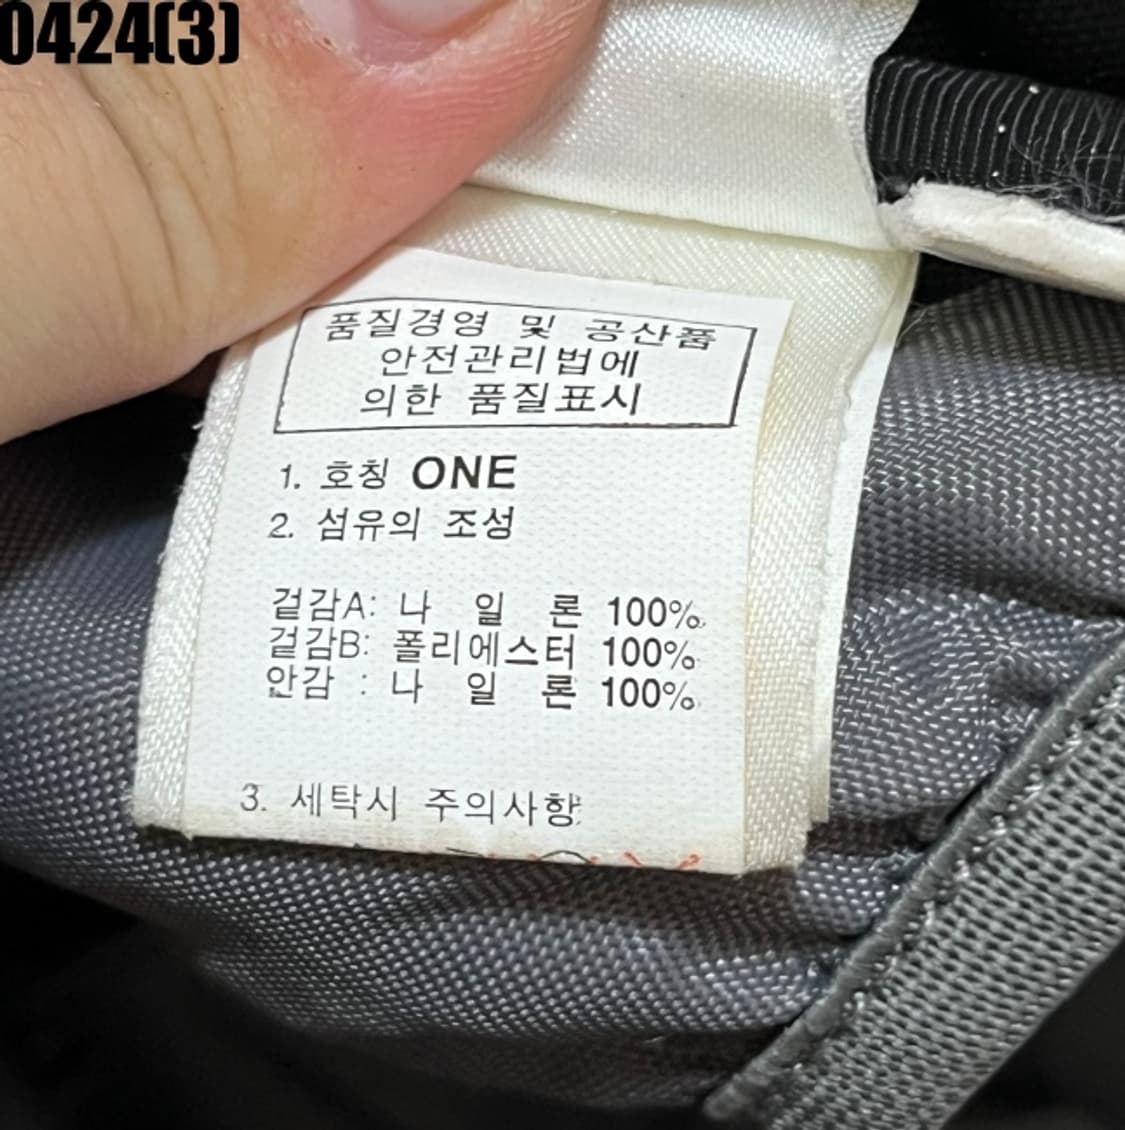 0424(3)
품질경영 및 공산품
안전관리법에
의한 품질표시
1. 호칭 ONE
2. 섬유의 조성
겉감A: 나 일 론 100%
겉감B: 폴리에스터 100%
안감 : 나 일 론 100%
3. 세탁시 주의사항